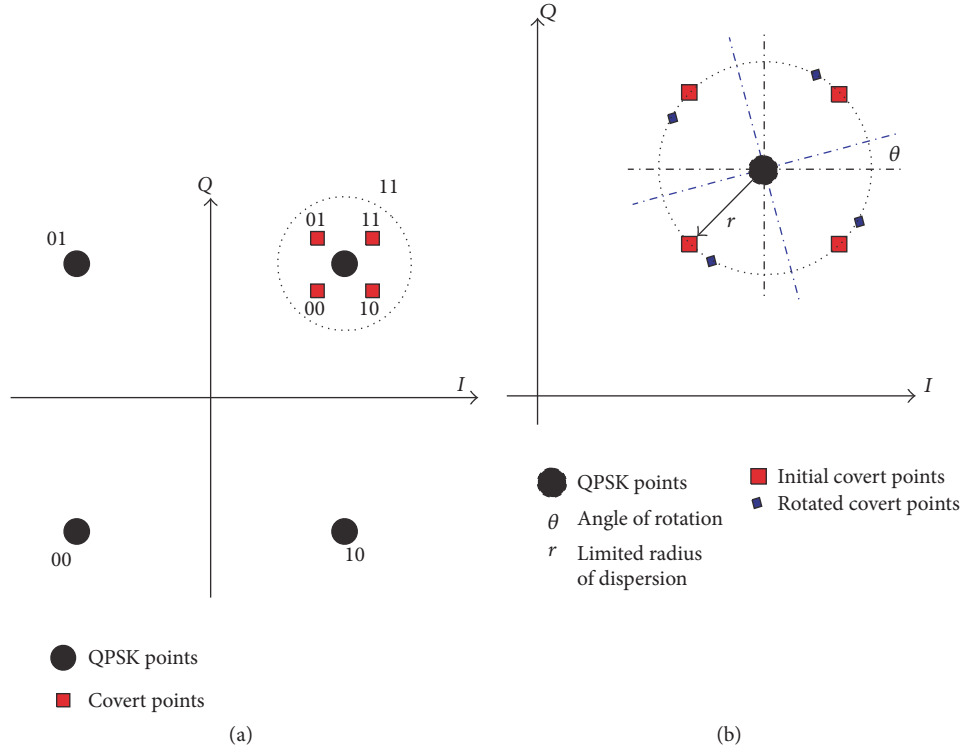 Q
11
01 11
01
00 10
I
00
10
QPSK points
Covert points
(a)
Q
θ
r
I
QPSK points
θ Angle of rotation
r Limited radius
of dispersion
Initial covert points
Rotated covert points
(b)